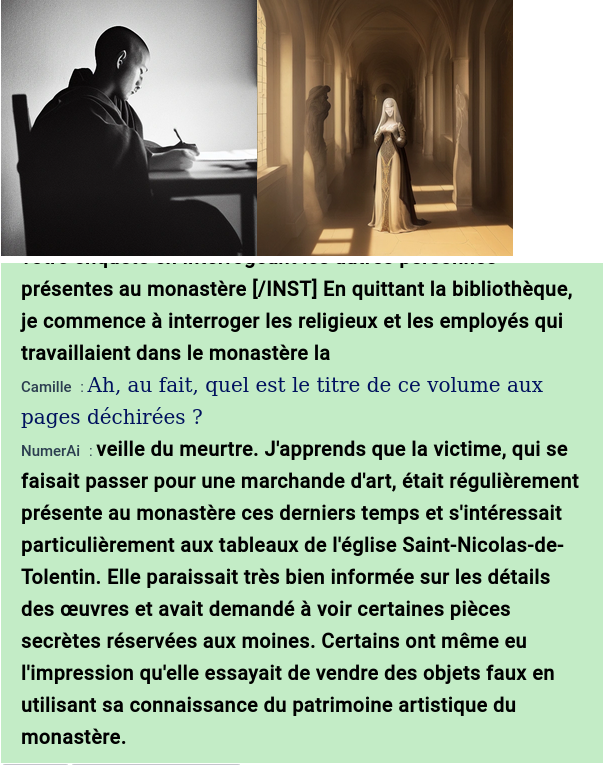 présentes au monastère [/INST] En quittant la bibliothèque,
je commence à interroger les religieux et les employés qui
travaillaient dans le monastère la
Camille : Ah, au fait, quel est le titre de ce volume aux
pages déchirées ?
NumerAi : veille du meurtre. J'apprends que la victime, qui se
faisait passer pour une marchande d'art, était régulièrement
présente au monastère ces derniers temps et s'intéressait
particulièrement aux tableaux de l'église Saint-Nicolas-de-
Tolentin. Elle paraissait très bien informée sur les détails
des œuvres et avait demandé à voir certaines pièces
secrètes réservées aux moines. Certains ont même eu
l'impression qu'elle essayait de vendre des objets faux en
utilisant sa connaissance du patrimoine artistique du
monastère.